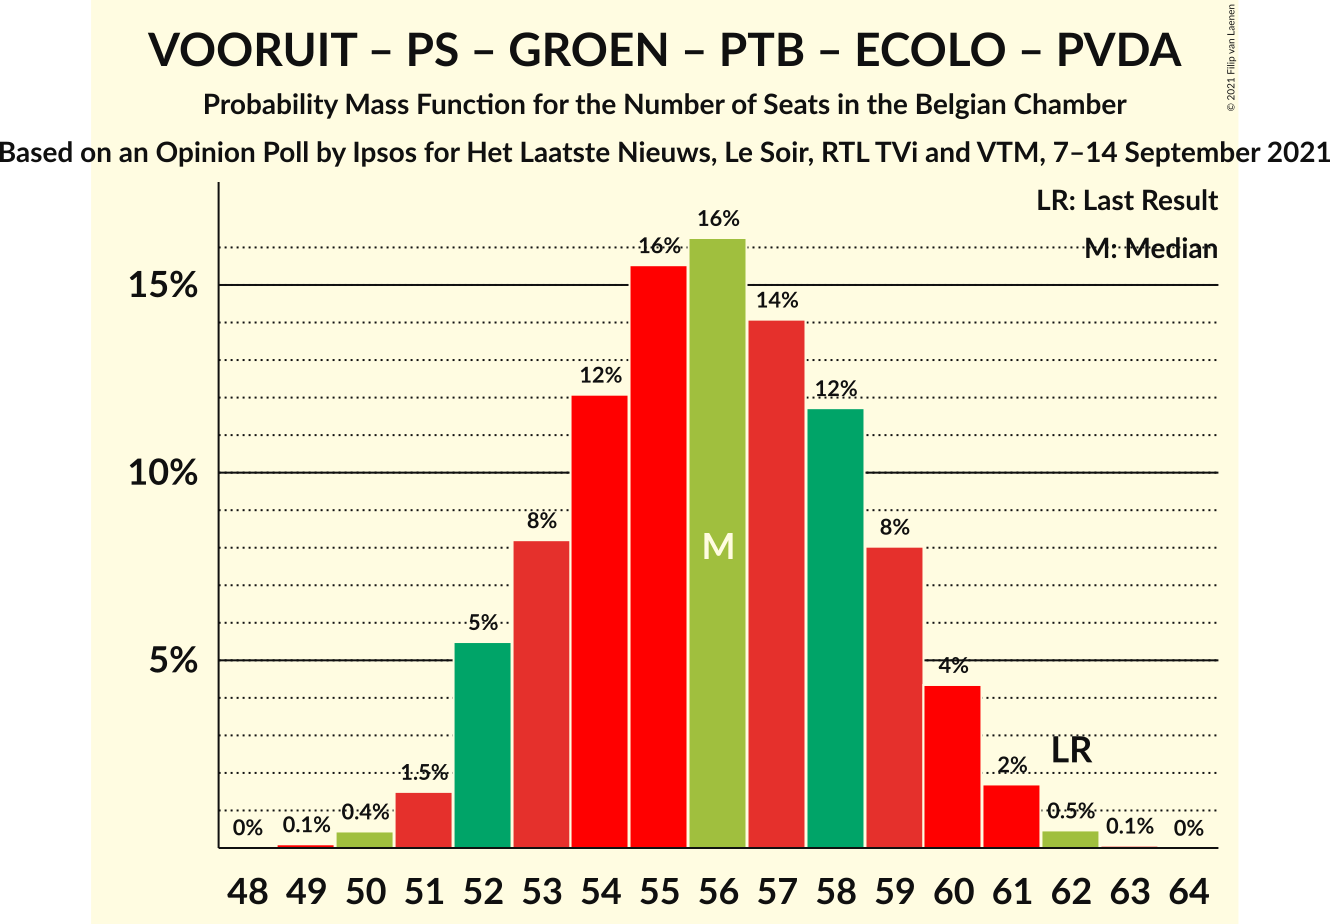 VOORUIT – PS – GROEN – PTB – ECOLO – PVDA
Probability Mass Function for the Number of Seats in the Belgian Chamber
Based on an Opinion Poll by Ipsos for Het Laatste Nieuws, Le Soir, RTL TVi and VTM, 7–14 September 2021
© 2021 Filip van Laenen
LR: Last Result
M: Median
15%
10%
5%
0%
0.1%
0.4%
1.5%
5%
8%
12%
16%
16%
14%
12%
8%
4%
2%
0.5%
0.1%
0%
M
LR
48 49 50 51 52 53 54 55 56 57 58 59 60 61 62 63 64